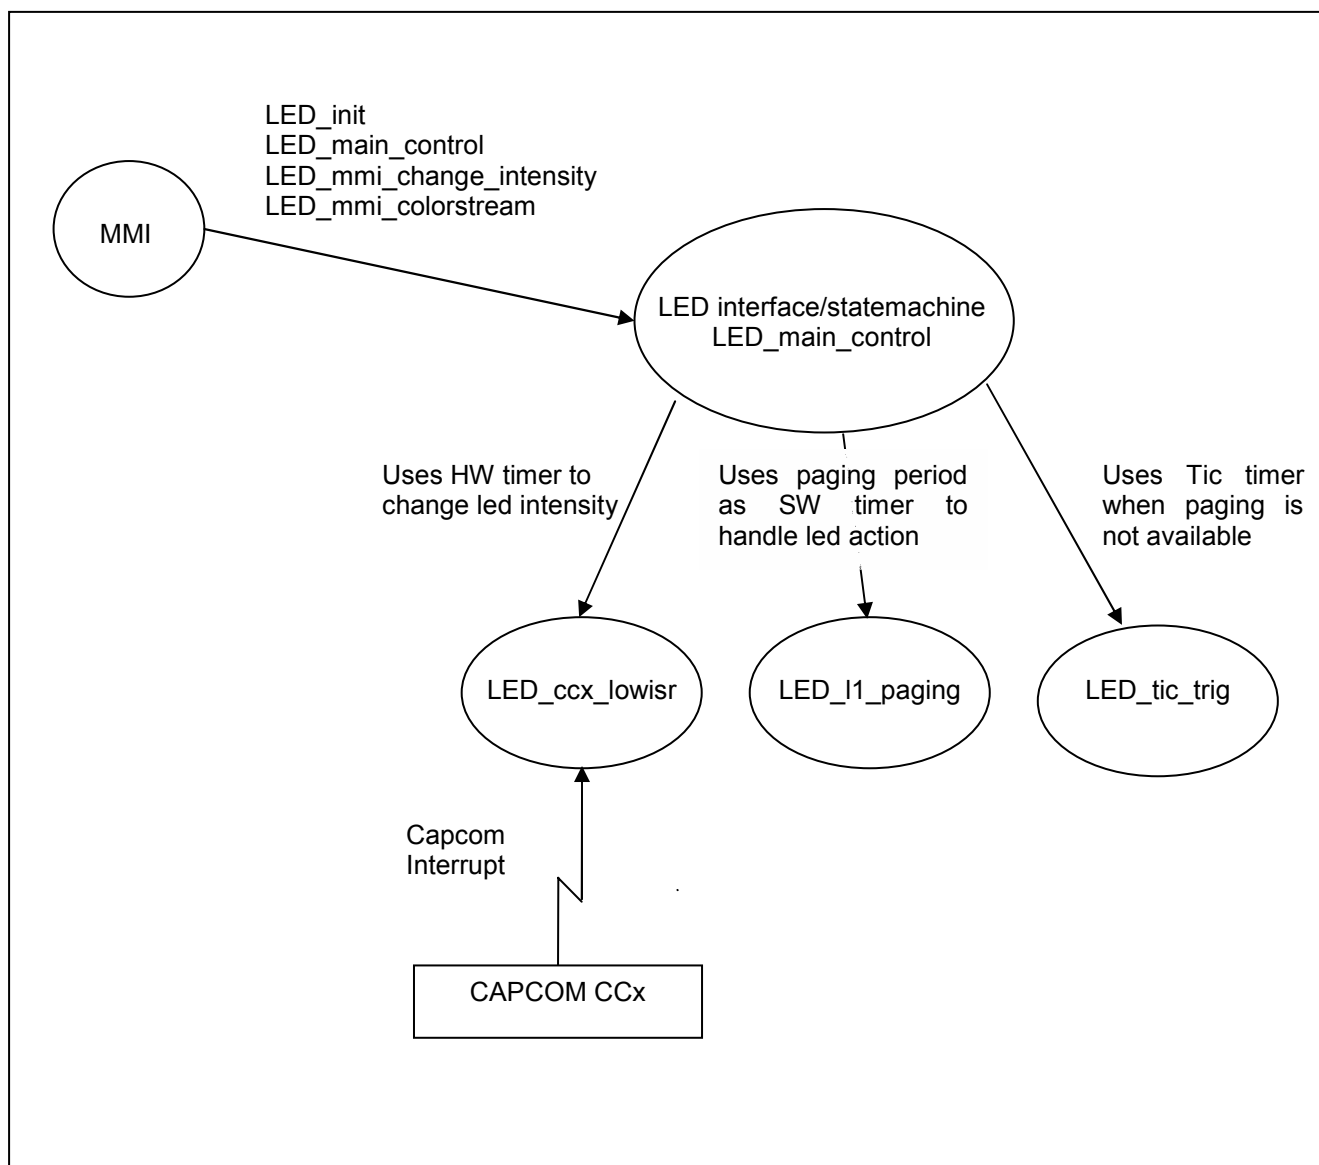 LED_init
LED_main_control
LED_mmi_change_intensity
LED_mmi_colorstream
MMI
LED interface/statemachine
LED_main_control
Uses HW timer to
change led intensity
Uses paging period
as SW timer to
handle led action
Uses Tic timer
when paging is
not available
LED_ccx_lowisr
LED_l1_paging
LED_tic_trig
Capcom
Interrupt
CAPCOM CCx